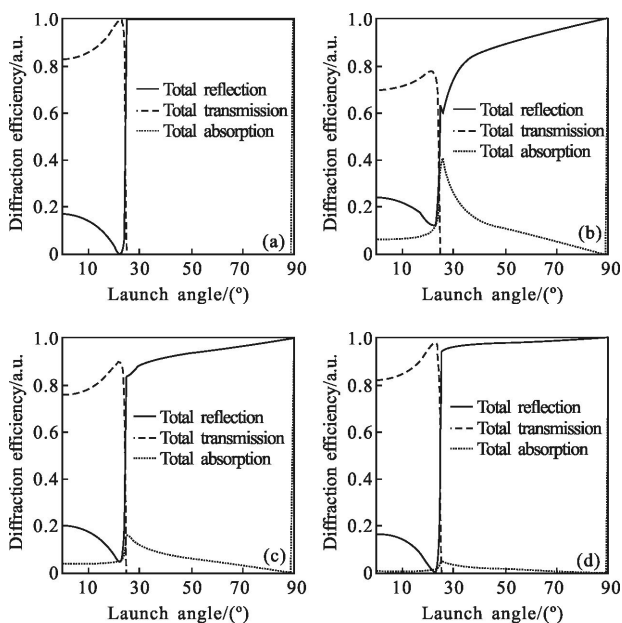 Diffraction efficiency/a.u.
1.0
0.8
0.6
0.4
0.2
0
Total reflection
Total transmission
Total absorption
(a)
10 30 50 70 90
Launch angle/(°)
Diffraction efficiency/a.u.
1.0
0.8
0.6
0.4
0.2
0
Total reflection
Total transmission
Total absorption
(b)
10 30 50 70 90
Launch angle/(°)
Diffraction efficiency/a.u.
1.0
0.8
0.6
0.4
0.2
0
Total reflection
Total transmission
Total absorption
(c)
10 30 50 70 90
Launch angle/(°)
Diffraction efficiency/a.u.
1.0
0.8
0.6
0.4
0.2
0
Total reflection
Total transmission
Total absorption
(d)
10 30 50 70 90
Launch angle/(°)